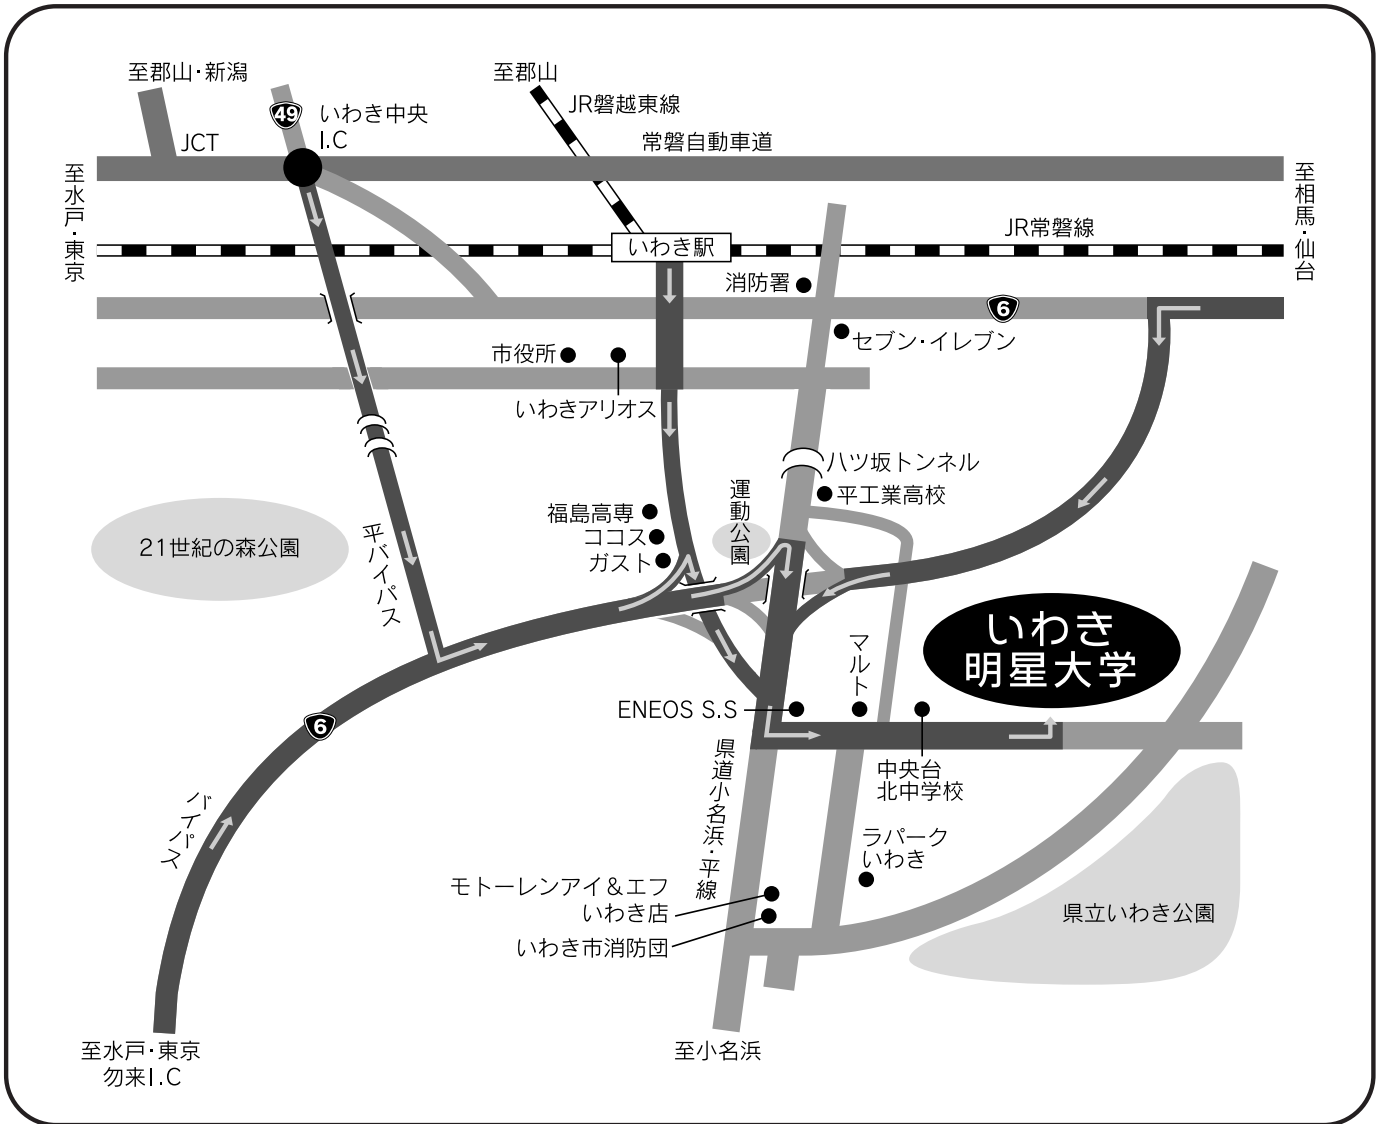 至郡山・新潟
至郡山
49
いわき中央
I.C
JR磐越東線
JCT
常磐自動車道
至水戸・東京
至相馬・仙台
JR常磐線
いわき駅
消防署
6
セブン・イレブン
市役所
いわきアリオス
八ツ坂トンネル
平工業高校
運動公園
福島高専
ココス
ガスト
21世紀の森公園
平バイパス
いわき
明星大学
マルト
ENEOS S.S
6
県道小名浜・平線
中央台
北中学校
バイパス
ラパーク
いわき
モトーレンアイ&エフ
いわき店
いわき市消防団
県立いわき公園
至水戸・東京
勿来I.C
至小名浜